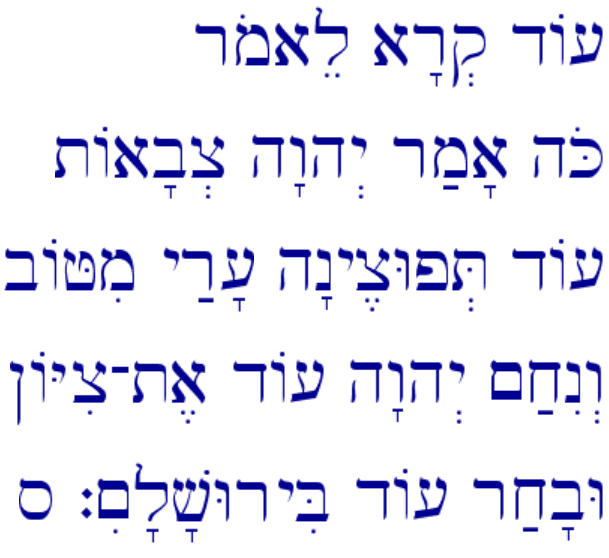 עוֹד קְרָא לֵאמֹר
כֹּה אָמַר יְהוָה צְבָאוֹת
עוֹד תְּפוּצֶינָה עָרַי מִטּוֹב
וְנִחַם יְהוָה עוֹד אֶת־צִיּוֹן
וּבָחַר עוֹד בִּירוּשָׁלָםִ׃ ס